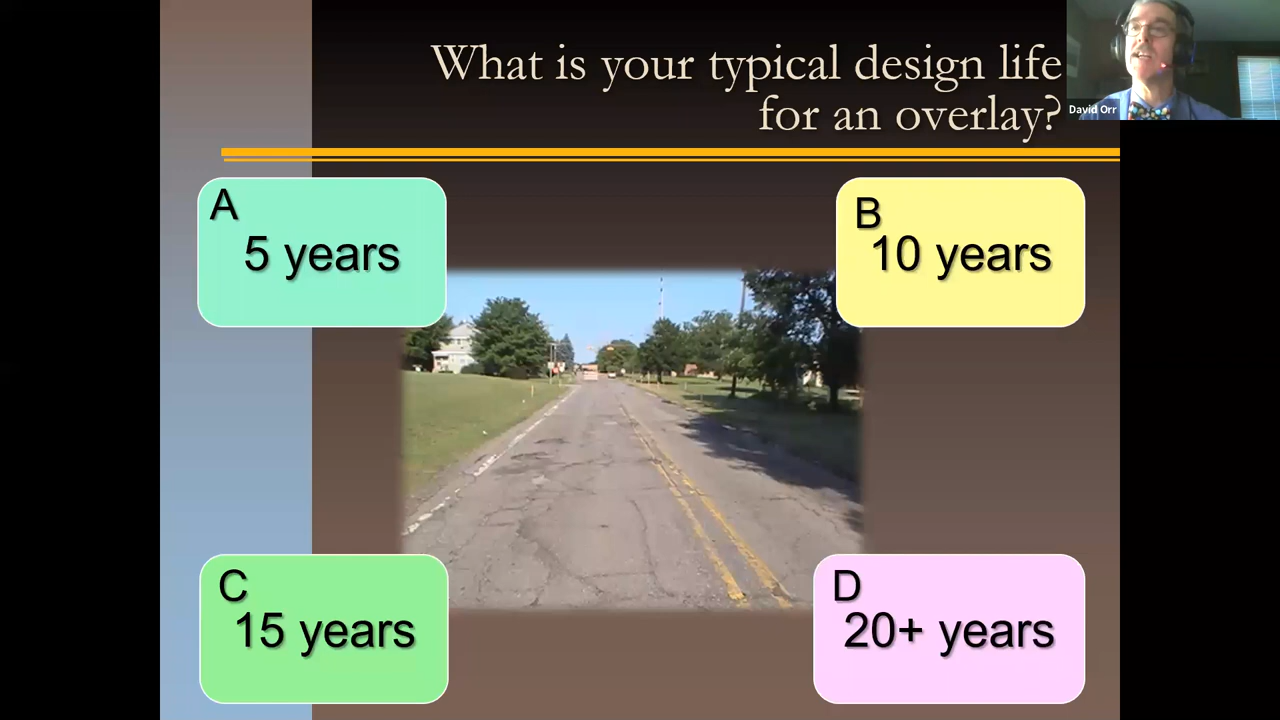 What is your typical design life
for an overlay?
David Orr
A
5 years
B
10 years
C
15 years
D
20+ years